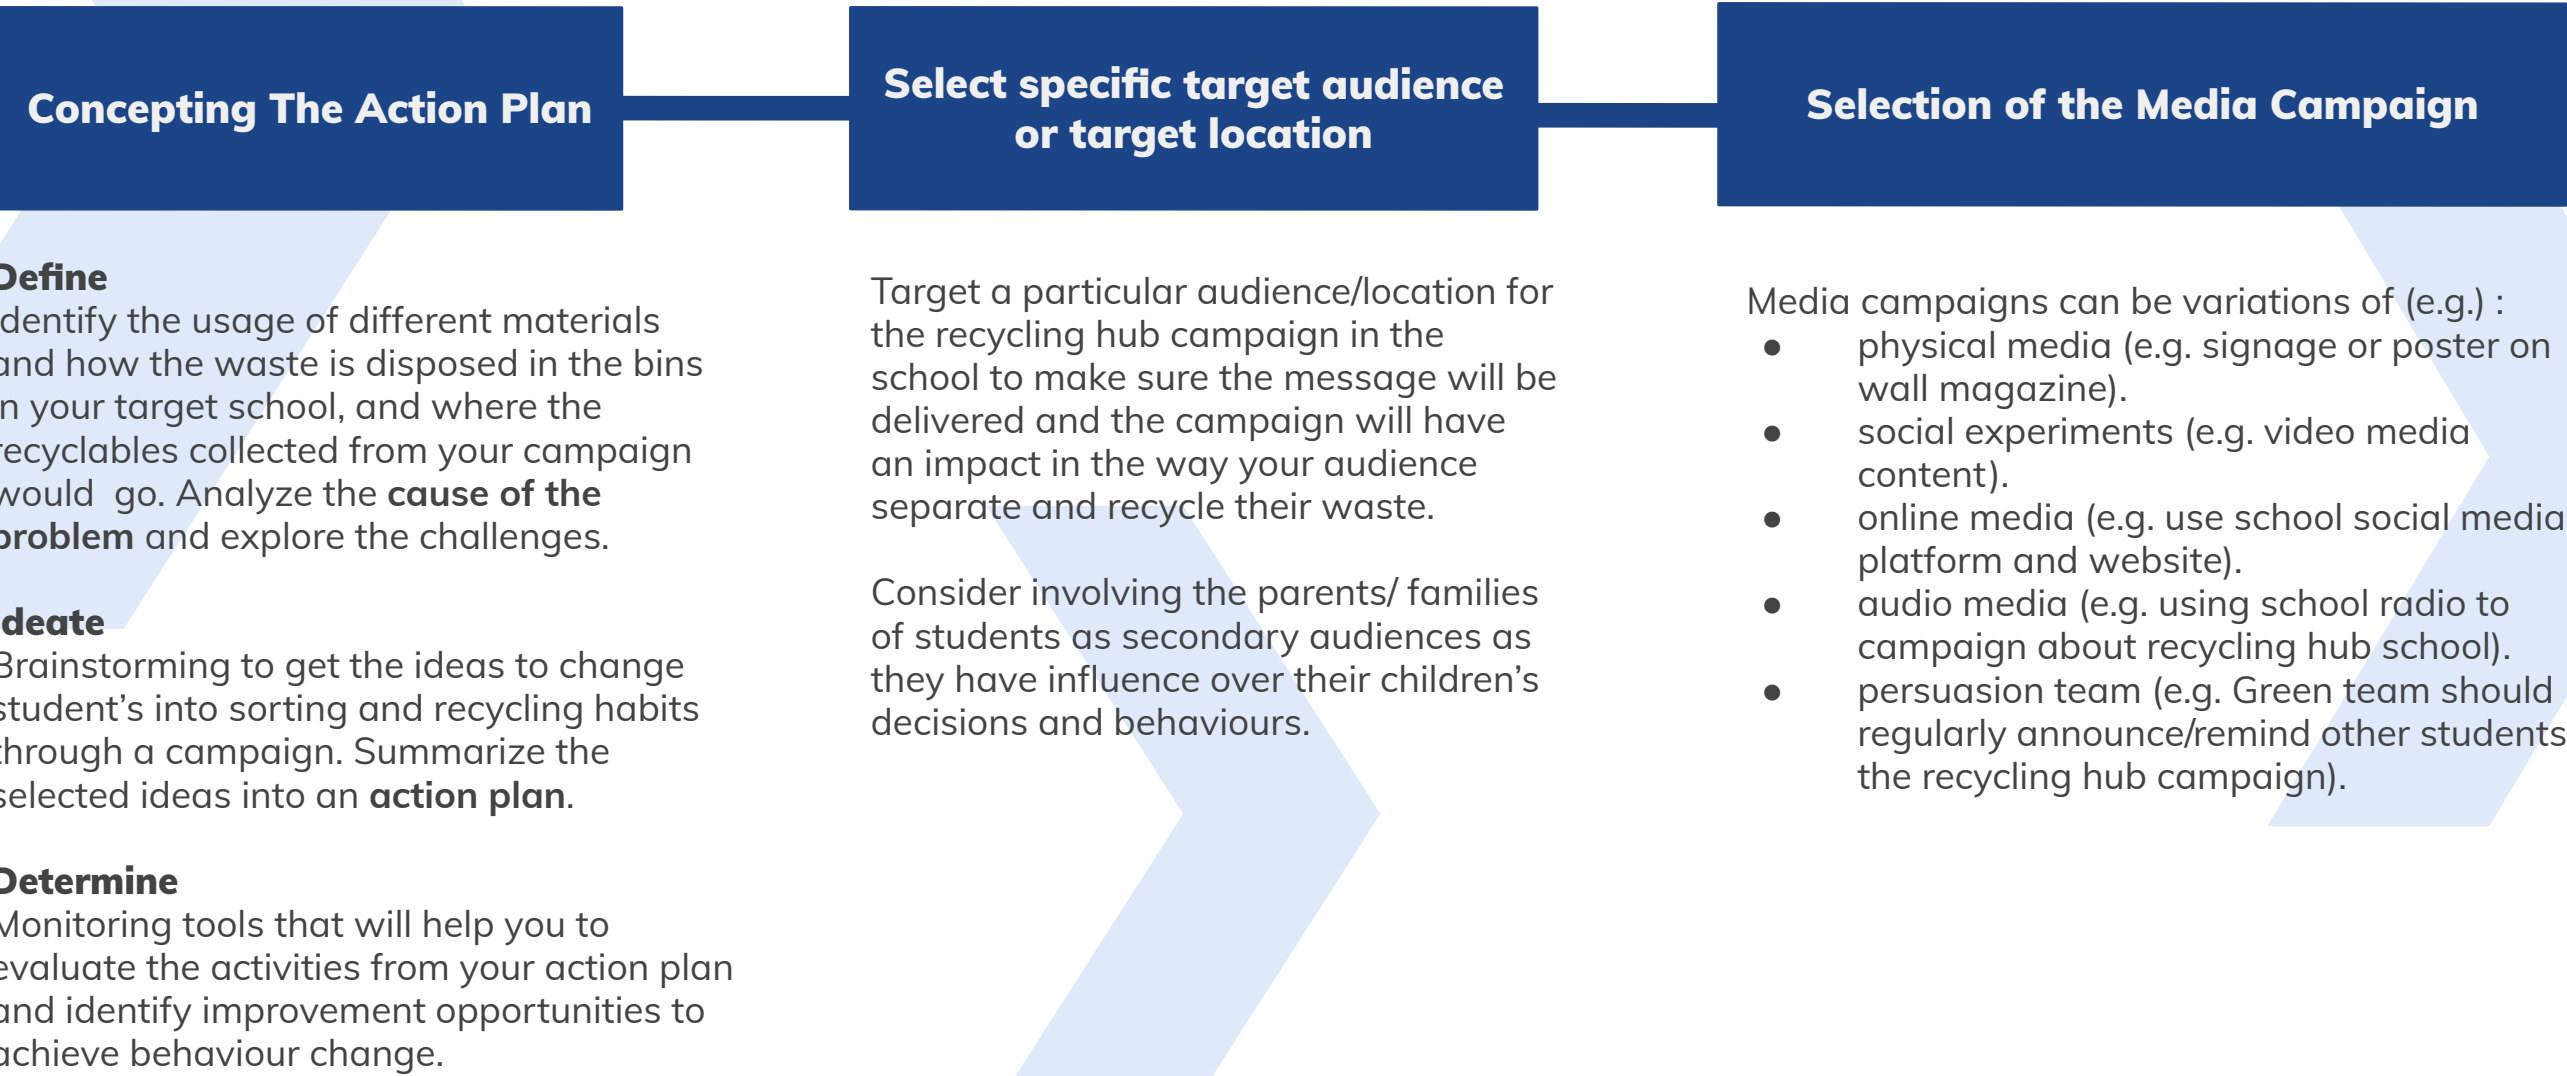 Concepting The Action Plan
Define
Identify the usage of different materials
and how the waste is disposed in the bins
in your target school, and where the
recyclables collected from your campaign
would  go. Analyze the cause of the
problem and explore the challenges.
Ideate
Brainstorming to get the ideas to change
student’s into sorting and recycling habits
through a campaign. Summarize the
selected ideas into an action plan.
Determine
Monitoring tools that will help you to
evaluate the activities from your action plan
and identify improvement opportunities to
achieve behaviour change.
Select specific target audience
or target location
Target a particular audience/location for
the recycling hub campaign in the
school to make sure the message will be
delivered and the campaign will have
an impact in the way your audience
separate and recycle their waste.
Consider involving the parents/ families
of students as secondary audiences as
they have influence over their children’s
decisions and behaviours.
Selection of the Media Campaign
Media campaigns can be variations of (e.g.) :
● physical media (e.g. signage or poster on
wall magazine).
● social experiments (e.g. video media
content).
● online media (e.g. use school social media
platform and website).
● audio media (e.g. using school radio to
campaign about recycling hub school).
● persuasion team (e.g. Green team should
regularly announce/remind other students
the recycling hub campaign).